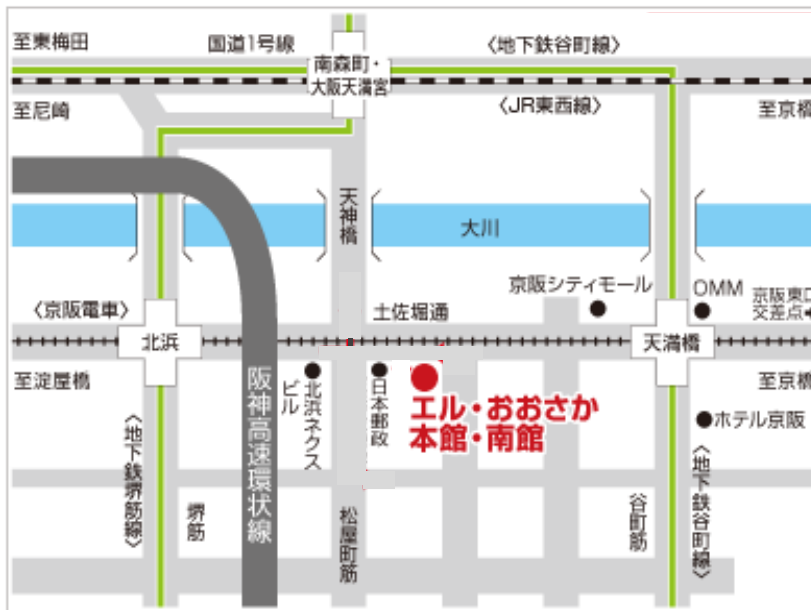 至東梅田
国道1号線
〈地下鉄谷町線〉
南森町・
大阪天満宮
至尼崎
〈JR東西線〉
至京橋
天神橋
大川
京阪シティモール
OMM
京阪東口
交差点
〈京阪電車〉
土佐堀通
北浜
天満橋
至淀屋橋
阪神高速環状線
北浜ネクス
ビル
日本郵政
エル・おおさか
本館・南館
至京橋
ホテル京阪
〈地下鉄堺筋線〉
堺筋
松屋町筋
谷町筋
〈地下鉄谷町線〉